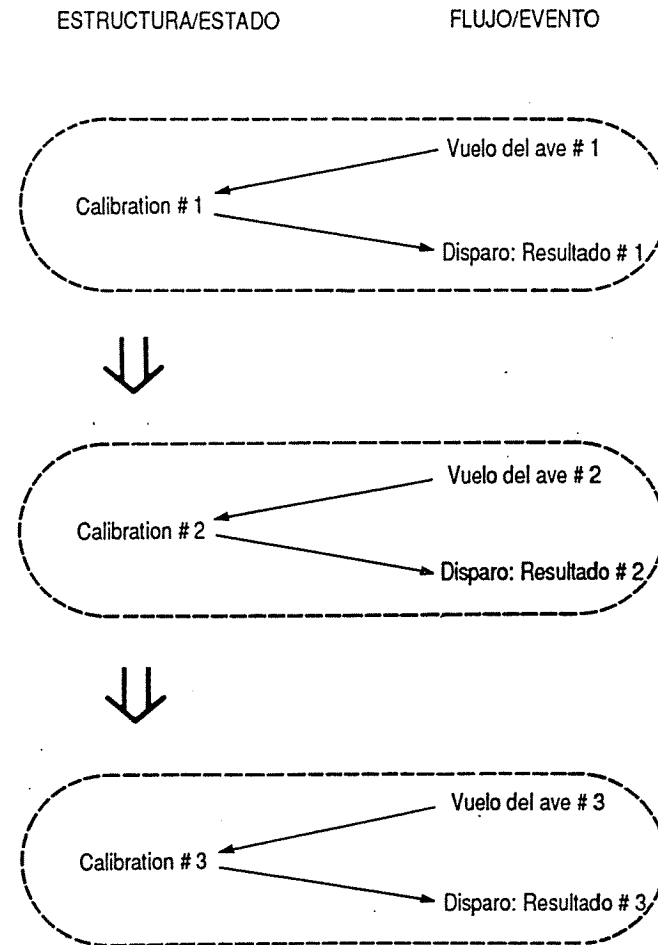 ESTRUCTURA/ESTADO FLUJO/EVENTO
Vuelo del ave # 1
Calibration # 1
Disparo: Resultado # 1
Vuelo del ave # 2
Calibration # 2
Disparo: Resultado # 2
Vuelo del ave # 3
Calibration # 3
Disparo: Resultado # 3